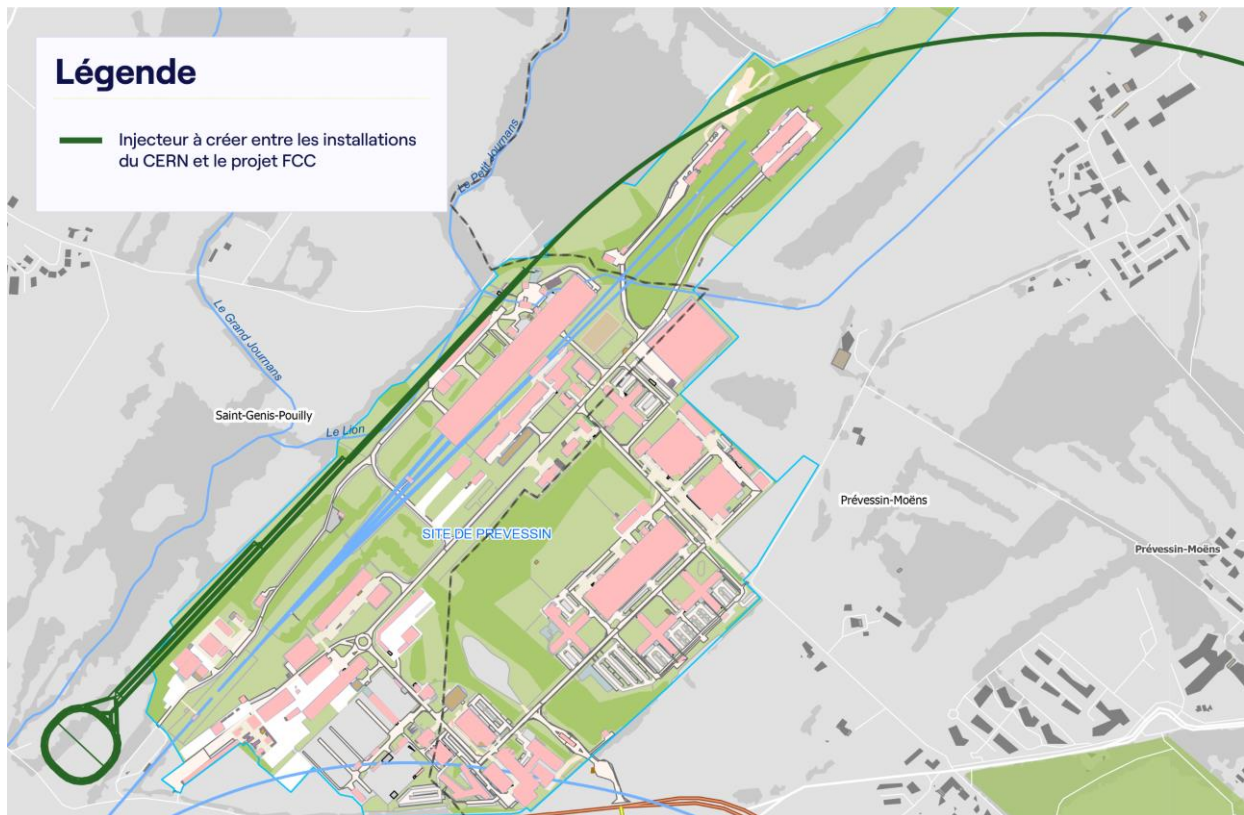 Légende
Injecteur à créer entre les installations
du CERN et le projet FCC
Le Petit Journans
Le Grand Journans
Saint-Genis-Pouilly
Le Lion
Prévessin-Moëns
SITE DE PREVESSIN
Prévessin-Moëns